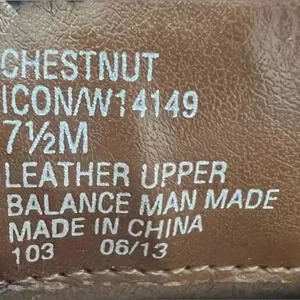 CHESTNUT
ICON/W14149
7½M
LEATHER UPPER
BALANCE MAN MADE
MADE IN CHINA
103 06/13